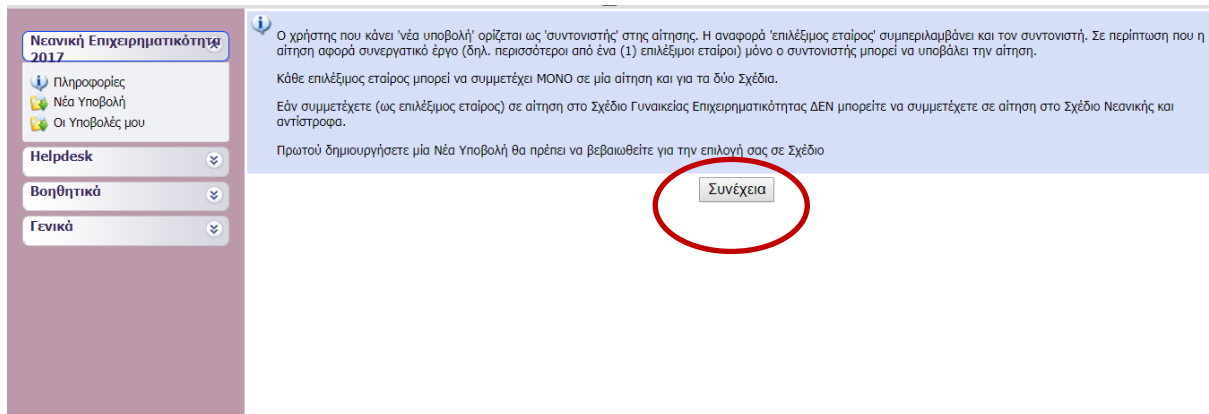 Νεανική Επιχειρηματικότητα
2017
Πληροφορίες
Νέα Υποβολή
Οι Υποβολές μου
Helpdesk
Βοηθητικά
Γενικά
Ο χρήστης που κάνει 'νέα υποβολή' ορίζεται ως 'συντονιστής' στης αίτησης. Η αναφορά 'επιλέξιμος εταίρος' συμπεριλαμβάνει και τον συντονιστή. Σε περίπτωση που η
αίτηση αφορά συνεργατικό έργο (δηλ. περισσότεροι από ένα (1) επιλέξιμοι εταίροι) μόνο ο συντονιστής μπορεί να υποβάλει την αίτηση.
Κάθε επιλέξιμος εταίρος μπορεί να συμμετέχει ΜΟΝΟ σε μία αίτηση και για τα δύο Σχέδια.
Εάν συμμετέχετε (ως επιλέξιμος εταίρος) σε αίτηση στο Σχέδιο Γυναικείας Επιχειρηματικότητας ΔΕΝ μπορείτε να συμμετέχετε σε αίτηση στο Σχέδιο Νεανικής και
αντίστροφα.
Πρωτού δημιουργήσετε μία Νέα Υποβολή θα πρέπει να βεβαιωθείτε για την επιλογή σας σε Σχέδιο
Συνέχεια